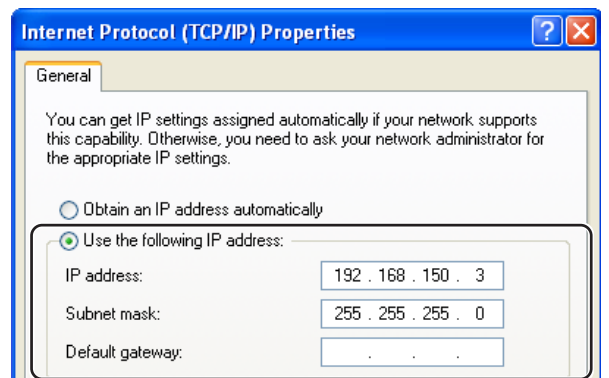 Internet Protocol (TCP/IP) Properties
General
You can get IP settings assigned automatically if your network supports
this capability. Otherwise, you need to ask your network administrator for
the appropriate IP settings.
Obtain an IP address automatically
Use the following IP address:
IP address: 192 . 168 . 150 . 3
Subnet mask: 255 . 255 . 255 . 0
Default gateway: . . .